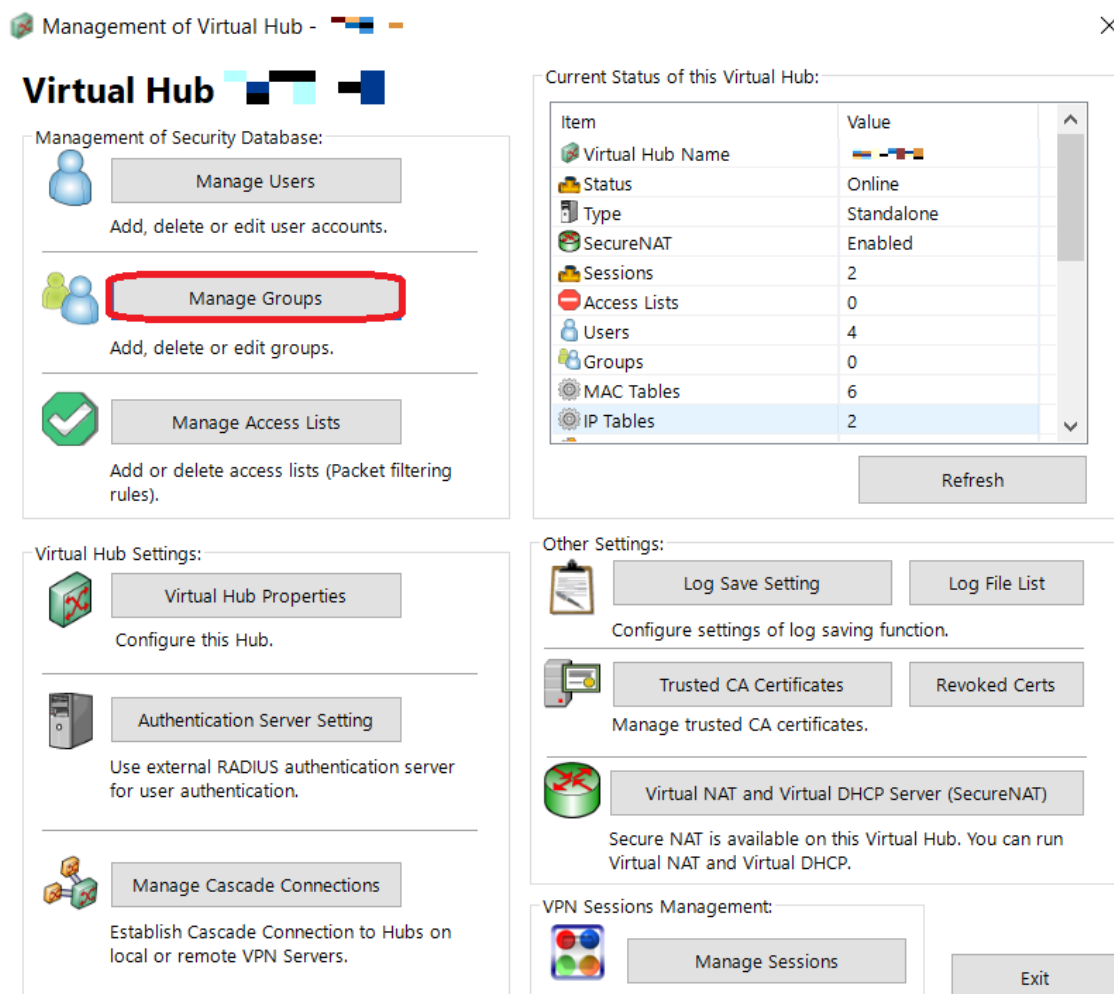 Management of Virtual Hub -
Virtual Hub
Management of Security Database:
Manage Users
Add, delete or edit user accounts.
Manage Groups
Add, delete or edit groups.
Manage Access Lists
Add or delete access lists (Packet filtering
rules).
Current Status of this Virtual Hub:
Item Value
Virtual Hub Name
Status Online
Type Standalone
SecureNAT Enabled
Sessions 2
Access Lists 0
Users 4
Groups 0
MAC Tables 6
IP Tables 2
Refresh
Virtual Hub Settings:
Virtual Hub Properties
Configure this Hub.
Authentication Server Setting
Use external RADIUS authentication server
for user authentication.
Manage Cascade Connections
Establish Cascade Connection to Hubs on
local or remote VPN Servers.
Other Settings:
Log Save Setting Log File List
Configure settings of log saving function.
Trusted CA Certificates Revoked Certs
Manage trusted CA certificates.
Virtual NAT and Virtual DHCP Server (SecureNAT)
Secure NAT is available on this Virtual Hub. You can run
Virtual NAT and Virtual DHCP.
VPN Sessions Management:
Manage Sessions
Exit